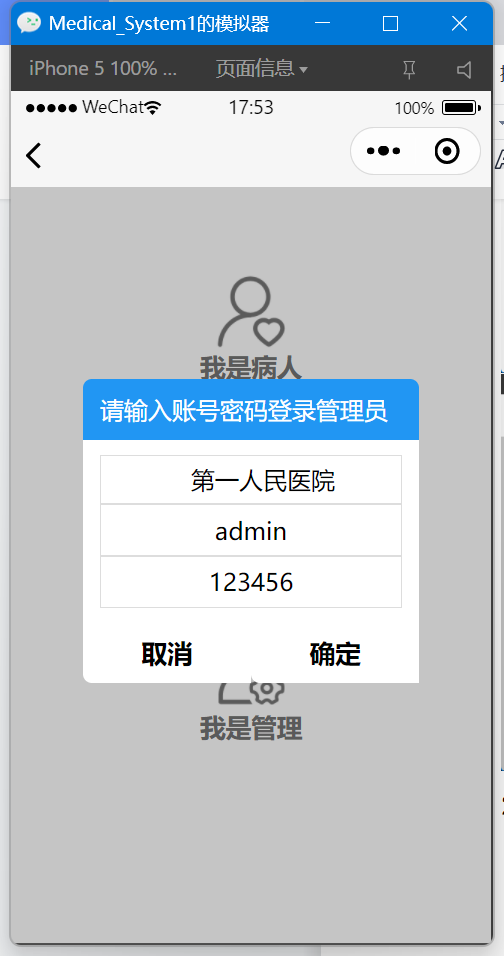 Medical_System1的模拟器
iPhone 5 100% ... 页面信息
WeChat 17:53 100%
我是病人
请输入账号密码登录管理员
第一人民医院
admin
123456
取消 确定
我是管理